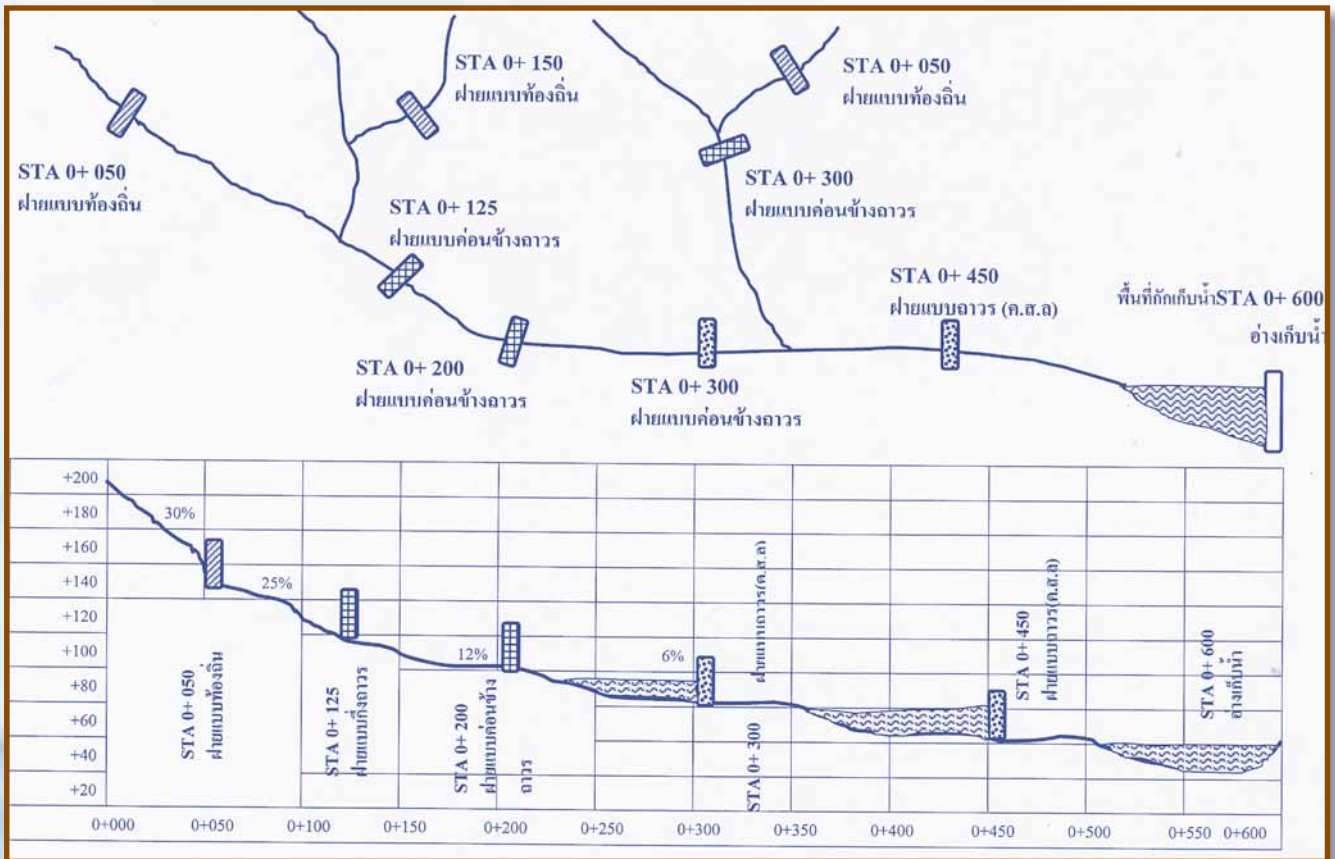 STA 0+ 150
ฝายแบบท้องถิ่น
STA 0+ 050
ฝายแบบท้องถิ่น
STA 0+ 050
ฝายแบบท้องถิ่น
STA 0+ 300
ฝายแบบค่อนข้างถาวร
STA 0+ 125
ฝายแบบค่อนข้างถาวร
STA 0+ 450
ฝายแบบถาวร (ค.ส.ล)
พื้นที่กักเก็บน้ำSTA 0+ 600
อ่างเก็บน้ำ
STA 0+ 200
ฝายแบบค่อนข้างถาวร
STA 0+ 300
ฝายแบบค่อนข้างถาวร
+200
+180
+160
+140
+120
+100
+80
+60
+40
+20
30%
25%
12%
6%
STA 0+ 050
ฝายแบบท้องถิ่น
STA 0+ 125
ฝายแบบกึ่งถาวร
STA 0+ 200
ฝายแบบค่อนข้าง
ถาวร
ฝายแบบถาวร(ค.ส.ล)
STA 0+ 300
STA 0+ 450
ฝายแบบถาวร(ค.ส.ล)
STA 0+ 600
อ่างเก็บน้ำ
0+000 0+050 0+100 0+150 0+200 0+250 0+300 0+350 0+400 0+450 0+500 0+550 0+600